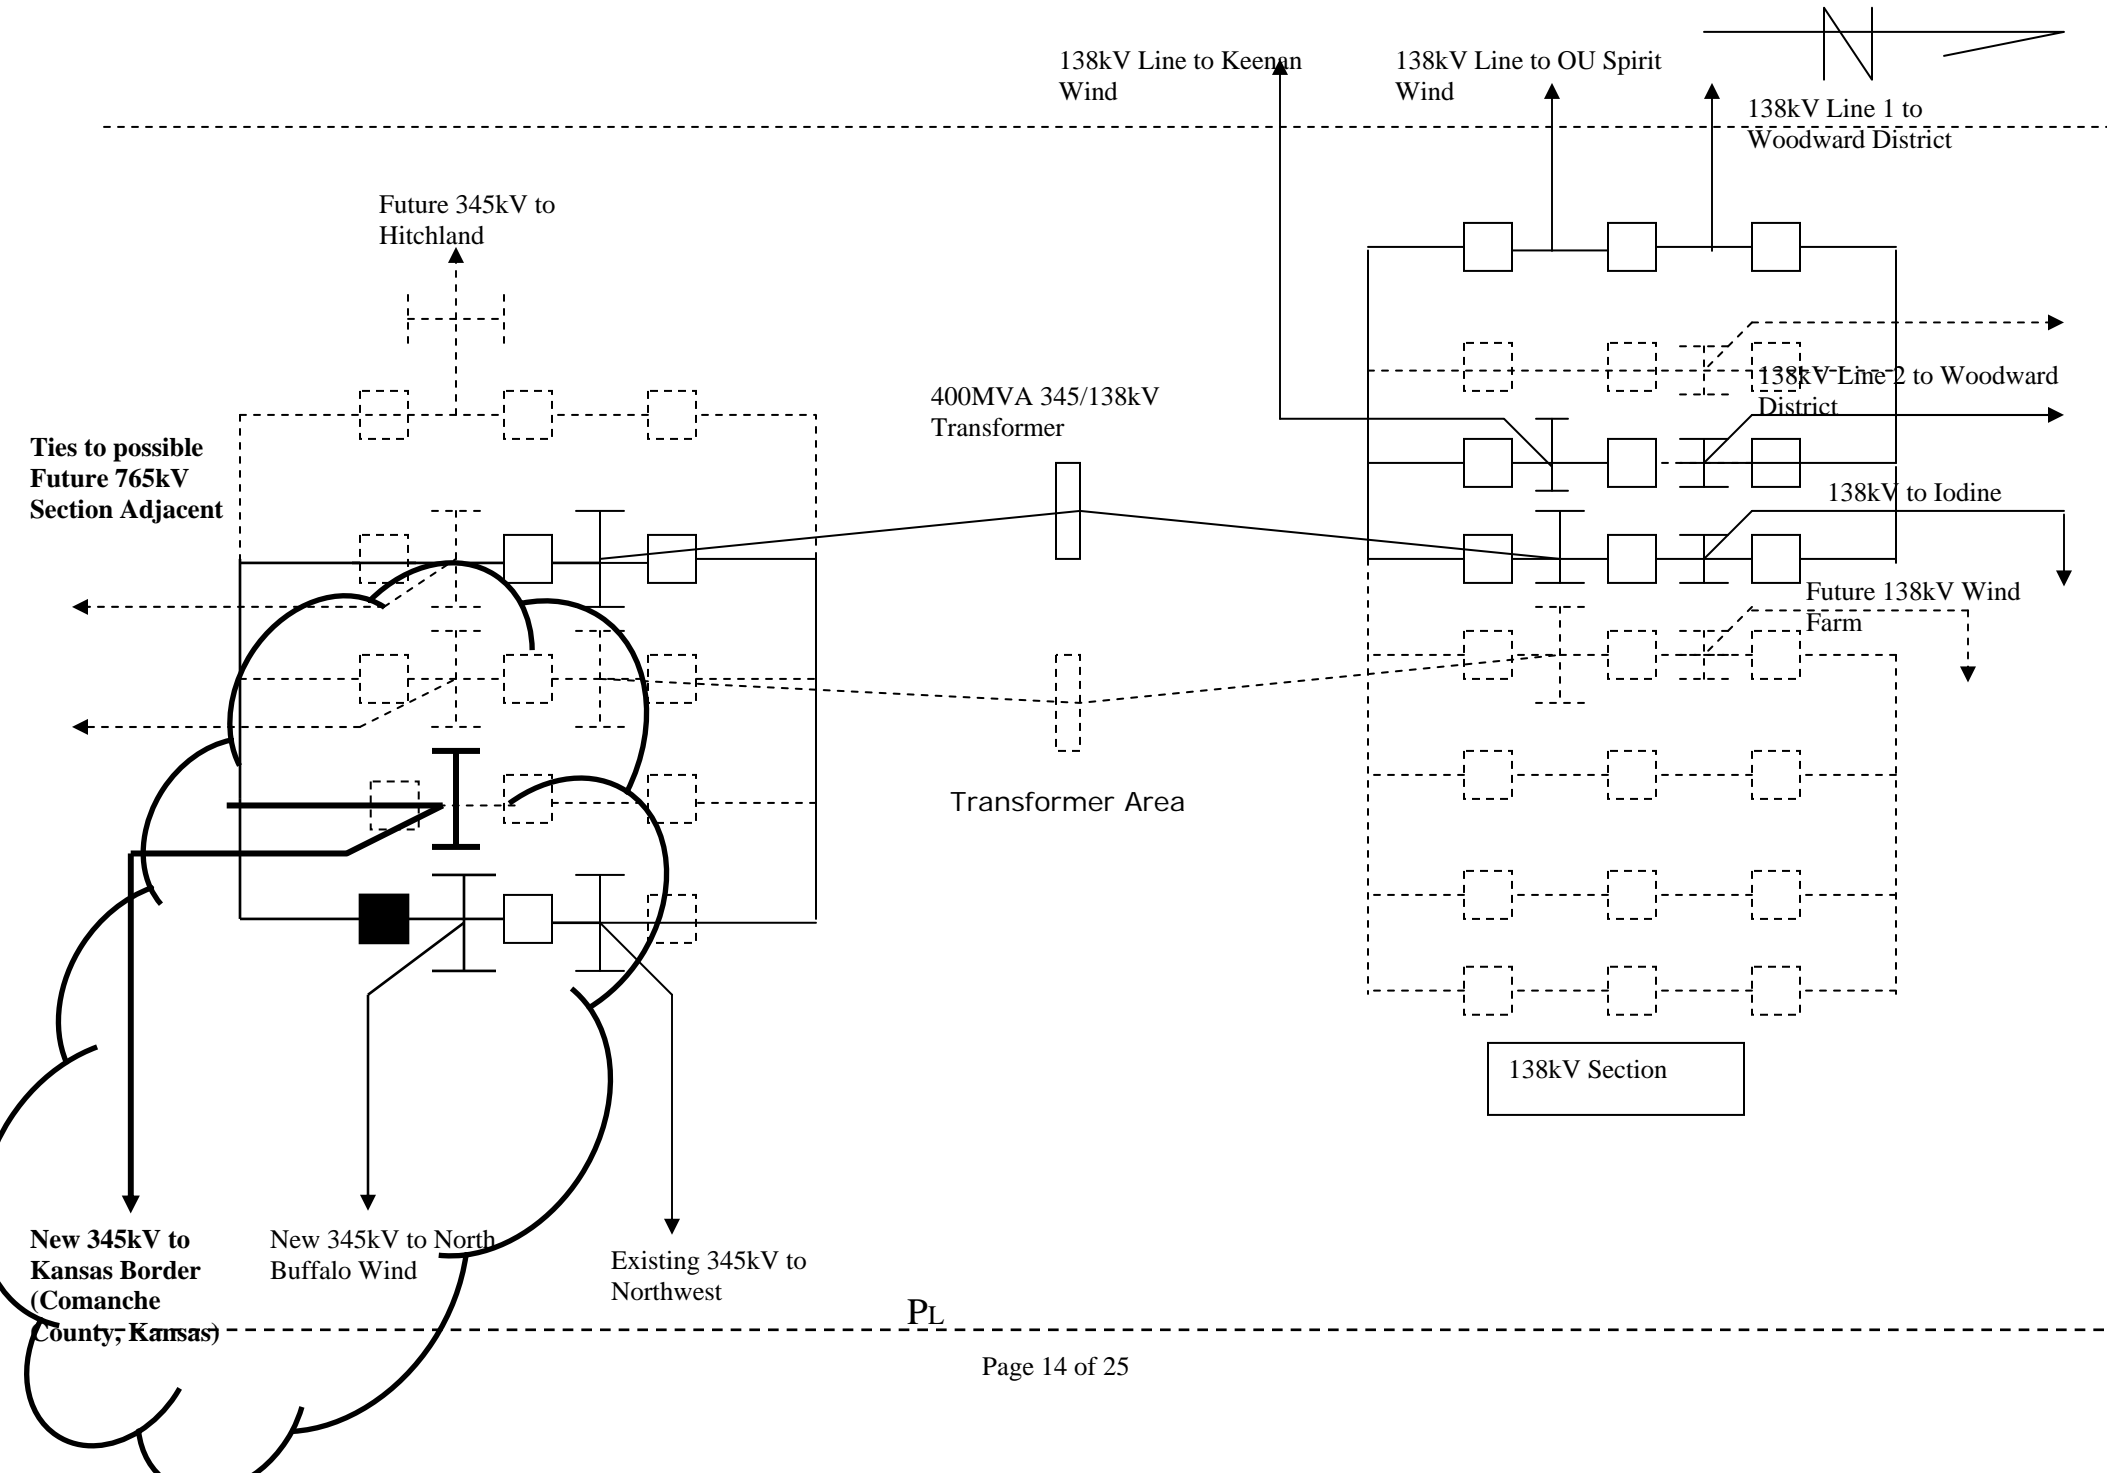 138kV Line to Keenan
Wind
138kV Line to OU Spirit
Wind
N
138kV Line 1 to
Woodward District
Future 345kV to
Hitchland
400MVA 345/138kV
Transformer
138kV Line 2 to Woodward
District
Ties to possible
Future 765kV
Section Adjacent
138kV to Iodine
Future 138kV Wind
Farm
Transformer Area
138kV Section
New 345kV to
Kansas Border
(Comanche
County, Kansas)
New 345kV to North
Buffalo Wind
Existing 345kV to
Northwest
PL
Page 14 of 25